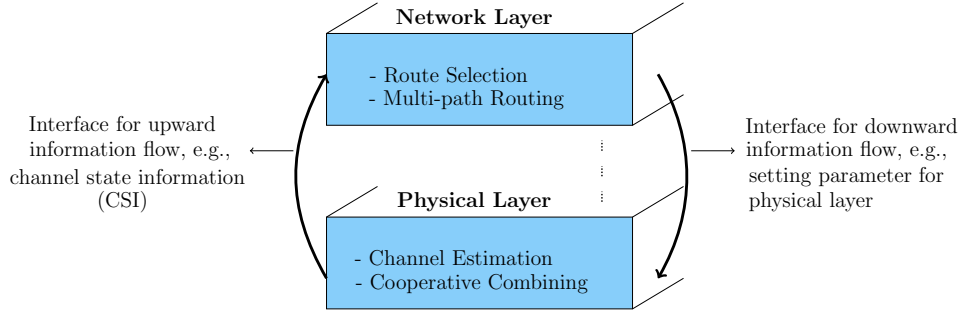 Network Layer
- Route Selection
- Multi-path Routing
Interface for upward
information flow, e.g.,
channel state information
(CSI)
Interface for downward
information flow, e.g.,
setting parameter for
physical layer
Physical Layer
- Channel Estimation
- Cooperative Combining